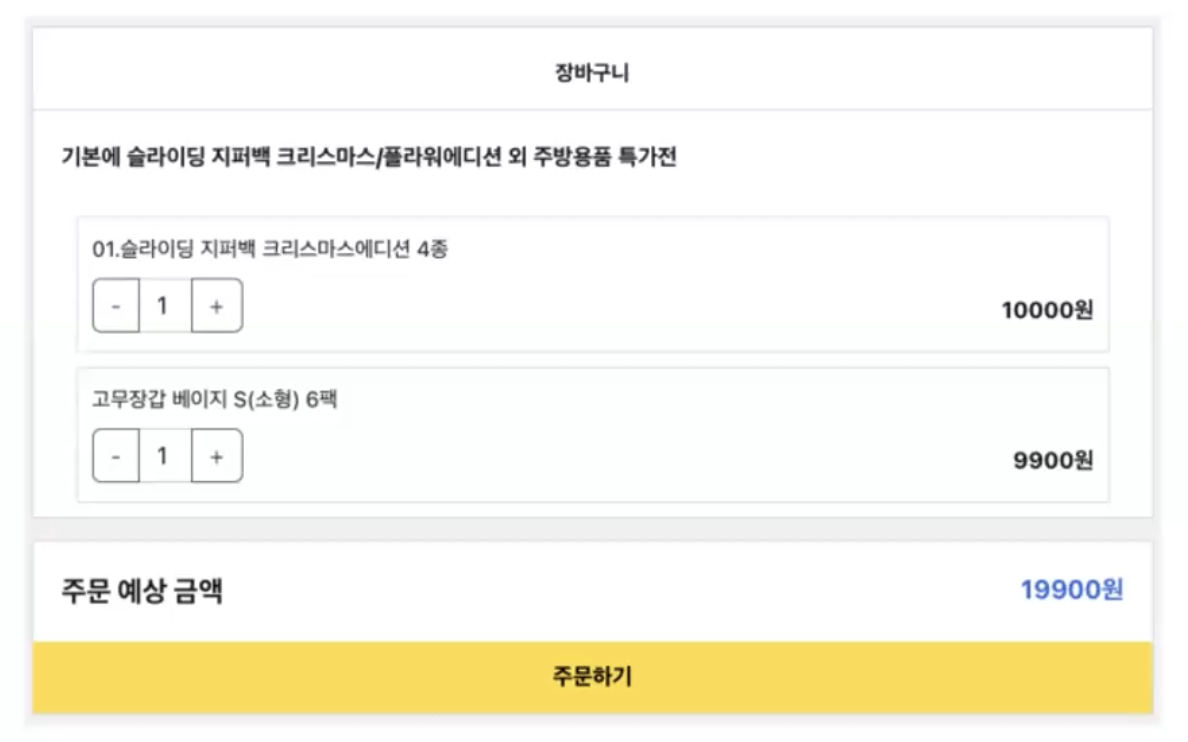 장바구니
기본에 슬라이딩 지퍼백 크리스마스/플라워에디션 외 주방용품 특가전
01.슬라이딩 지퍼백 크리스마스에디션 4종
- 1 +
10000원
고무장갑 베이지 S(소형) 6팩
- 1 +
9900원
주문 예상 금액 19900원
주문하기